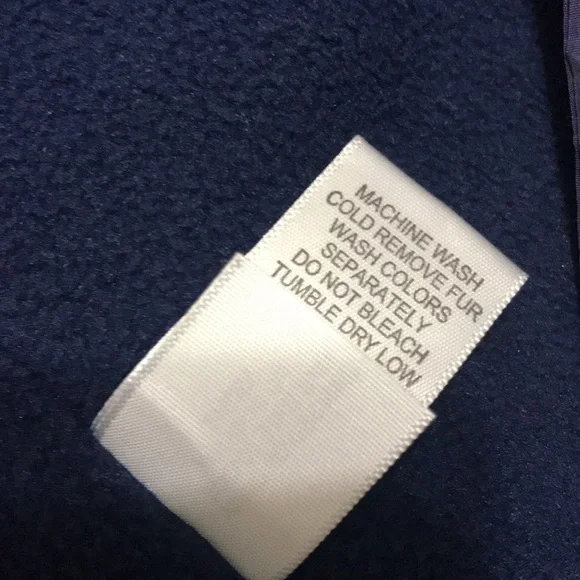 MACHINE WASH
COLD REMOVE FUR
WASH COLORS
SEPARATELY
DO NOT BLEACH
TUMBLE DRY LOW